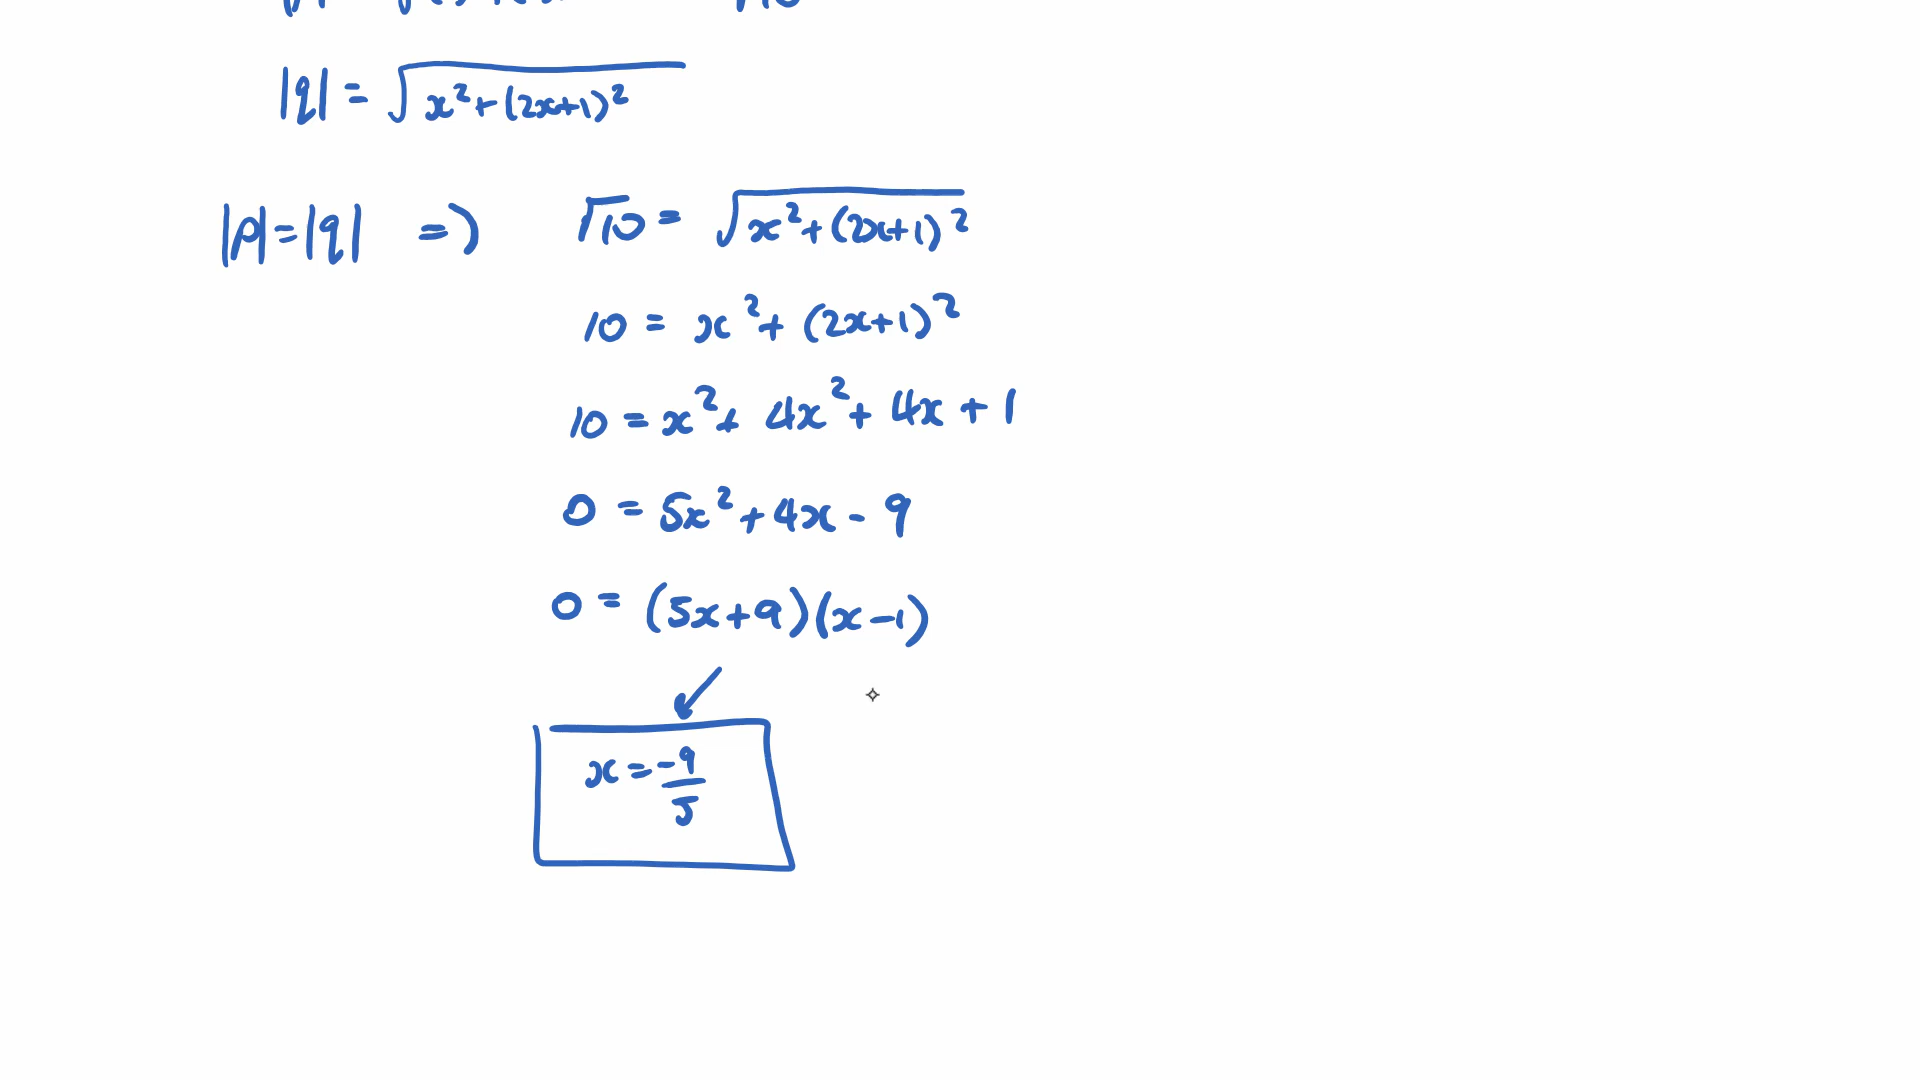 |q| = √(x² + (2x+1)²)
|p| = |q| ⇒ √10 = √(x² + (2x+1)²)
10 = x² + (2x+1)²
10 = x² + 4x² + 4x + 1
0 = 5x² + 4x - 9
0 = (5x+9)(x-1)
x = -9/5